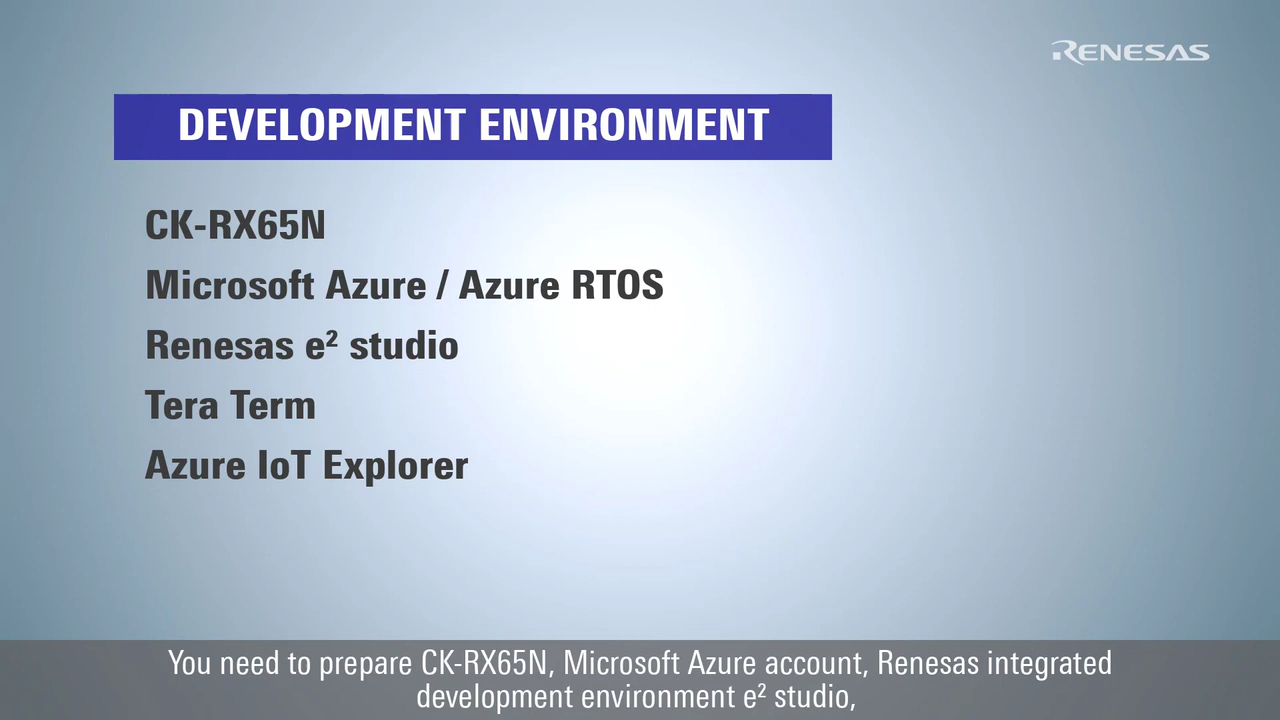 RENESAS
DEVELOPMENT ENVIRONMENT
CK-RX65N
Microsoft Azure / Azure RTOS
Renesas e² studio
Tera Term
Azure IoT Explorer
You need to prepare CK-RX65N, Microsoft Azure account, Renesas integrated
development environment e² studio,